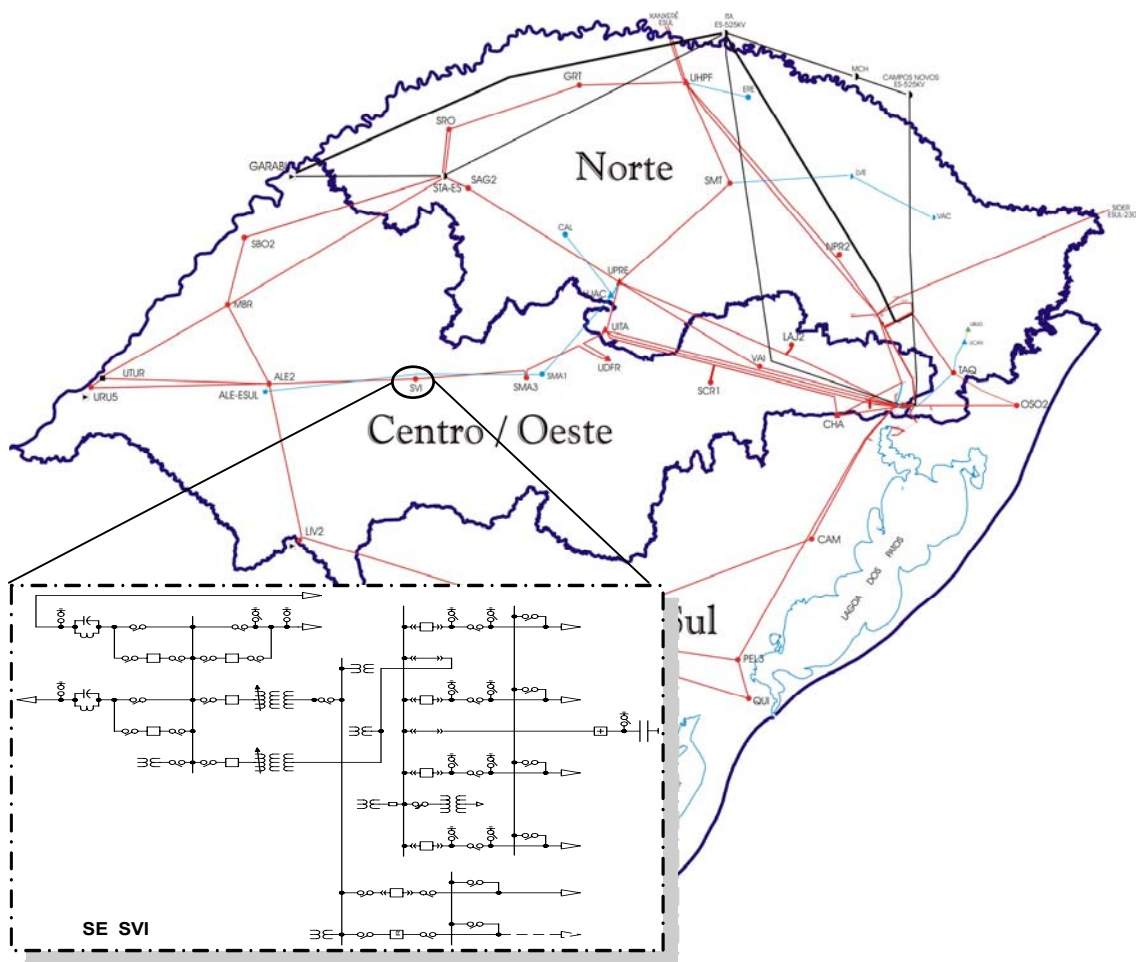 XANXERÊ
ESUL
ITA
ES-525KV
MCH
CAMPOS NOVOS
ES-525KV
GRT
UHPF
ERE
SRO
Norte
GARABI
STA-ES
SAG2
SMT
LVE
VAC
SIDER
ESUL-230
CAL
SBO2
NPR2
UPRE
UAC
MBR
UITA
LAJ2
VAI
UTUR
ALE2
SVI
SMA3
SMA1
UDFR
SCR1
TAQ
URU5
ALE-ESUL
CHA
OSO2
Centro / Oeste
LIV2
CAM
LAGOA DOS PATOS
Sul
PEL3
QUI
SE SVI